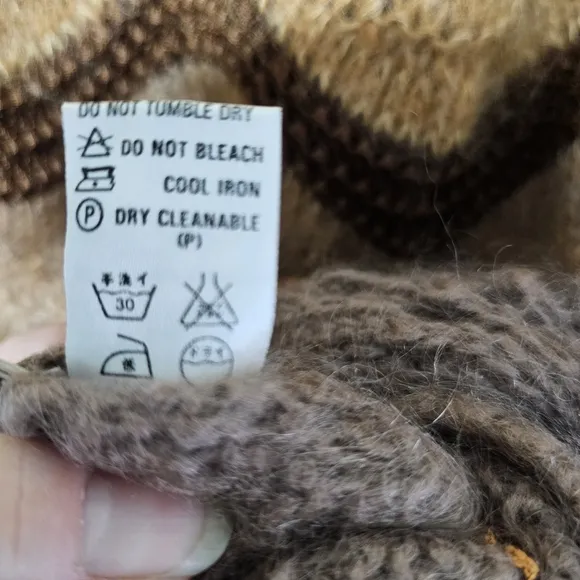 DO NOT TUMBLE DRY
DO NOT BLEACH
COOL IRON
P DRY CLEANABLE
(P)
手洗イ
30
低
ドライ